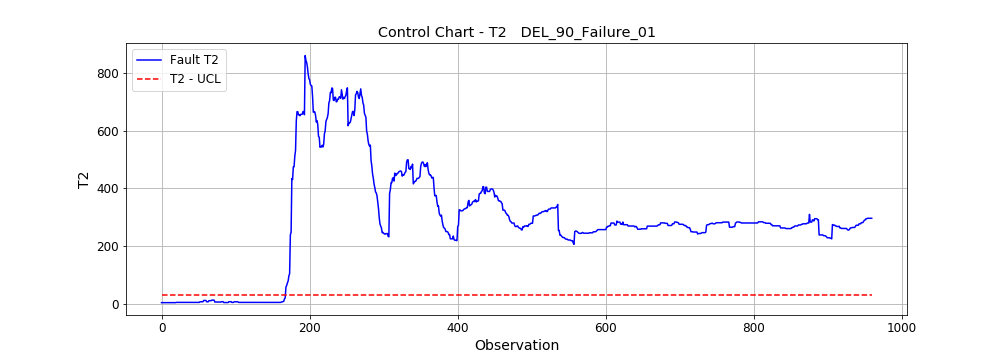 Control Chart - T2   DEL_90_Failure_01
Fault T2
T2 - UCL
T2
800
600
400
200
0
0 200 400 600 800 1000
Observation